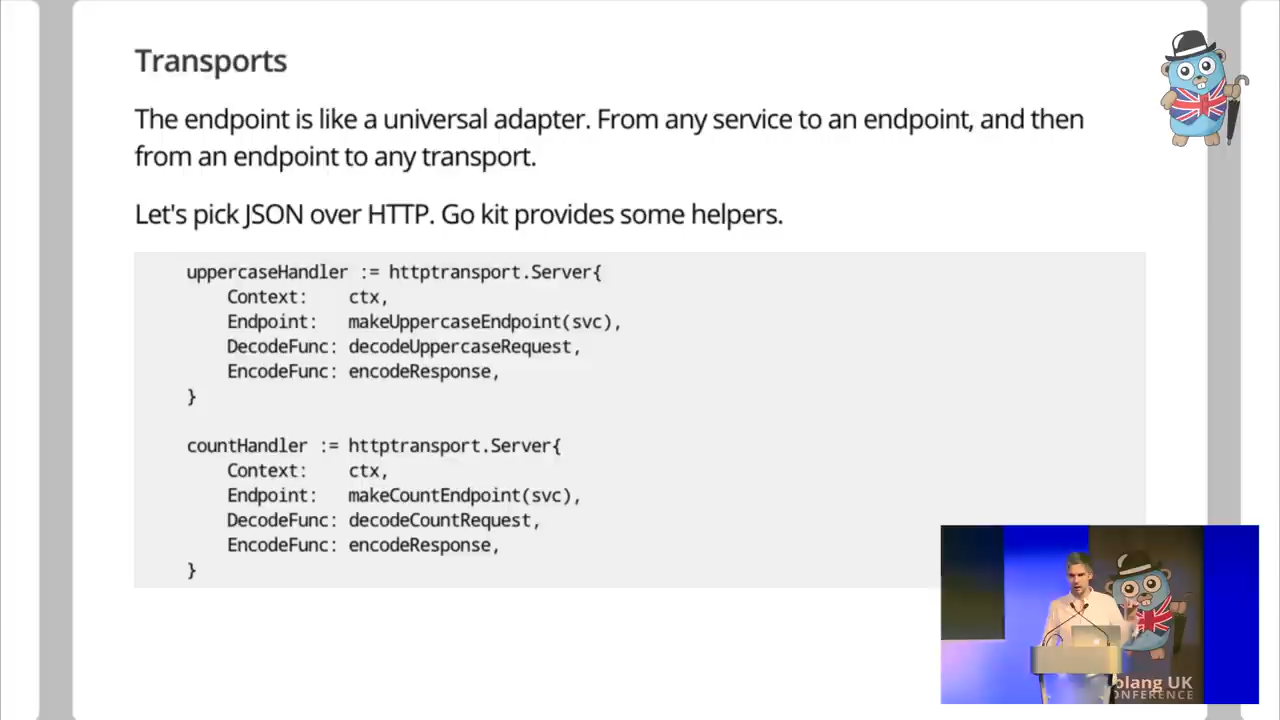 Transports
The endpoint is like a universal adapter. From any service to an endpoint, and then
from an endpoint to any transport.
Let's pick JSON over HTTP. Go kit provides some helpers.
uppercaseHandler := httptransport.Server{
    Context:    ctx,
    Endpoint:   makeUppercaseEndpoint(svc),
    DecodeFunc: decodeUppercaseRequest,
    EncodeFunc: encodeResponse,
}
countHandler := httptransport.Server{
    Context:    ctx,
    Endpoint:   makeCountEndpoint(svc),
    DecodeFunc: decodeCountRequest,
    EncodeFunc: encodeResponse,
}
olang UK
ONFERENCE